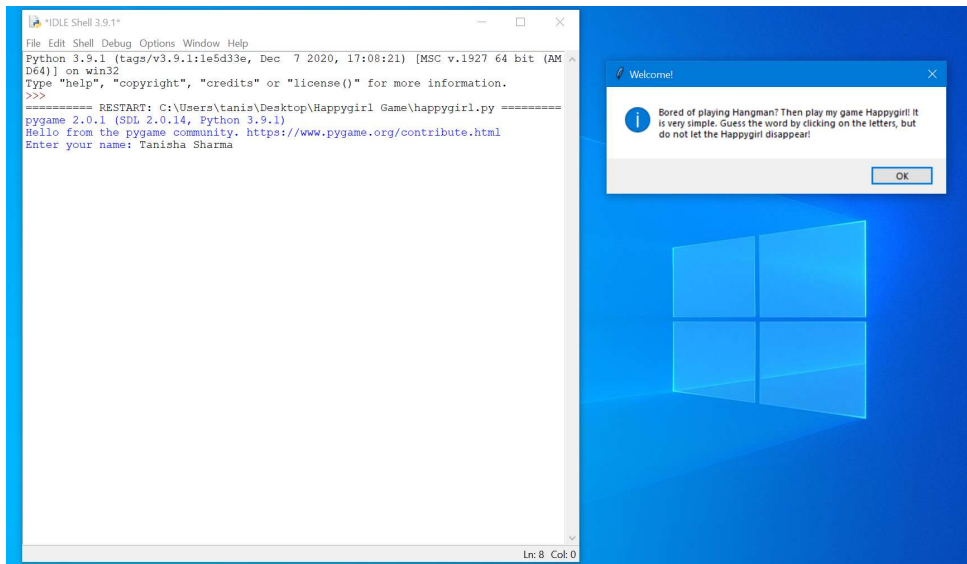 *IDLE Shell 3.9.1*
File Edit Shell Debug Options Window Help
Python 3.9.1 (tags/v3.9.1:1e5d33e, Dec  7 2020, 17:08:21) [MSC v.1927 64 bit (AM
D64)] on win32
Type "help", "copyright", "credits" or "license()" for more information.
>>>
========== RESTART: C:\Users\tanis\Desktop\Happygirl Game\happygirl.py =========
pygame 2.0.1 (SDL 2.0.14, Python 3.9.1)
Hello from the pygame community. https://www.pygame.org/contribute.html
Enter your name: Tanisha Sharma
Ln: 8 Col: 0
Welcome!
Bored of playing Hangman? Then play my game Happygirl! It
is very simple. Guess the word by clicking on the letters, but
do not let the Happygirl disappear!
OK